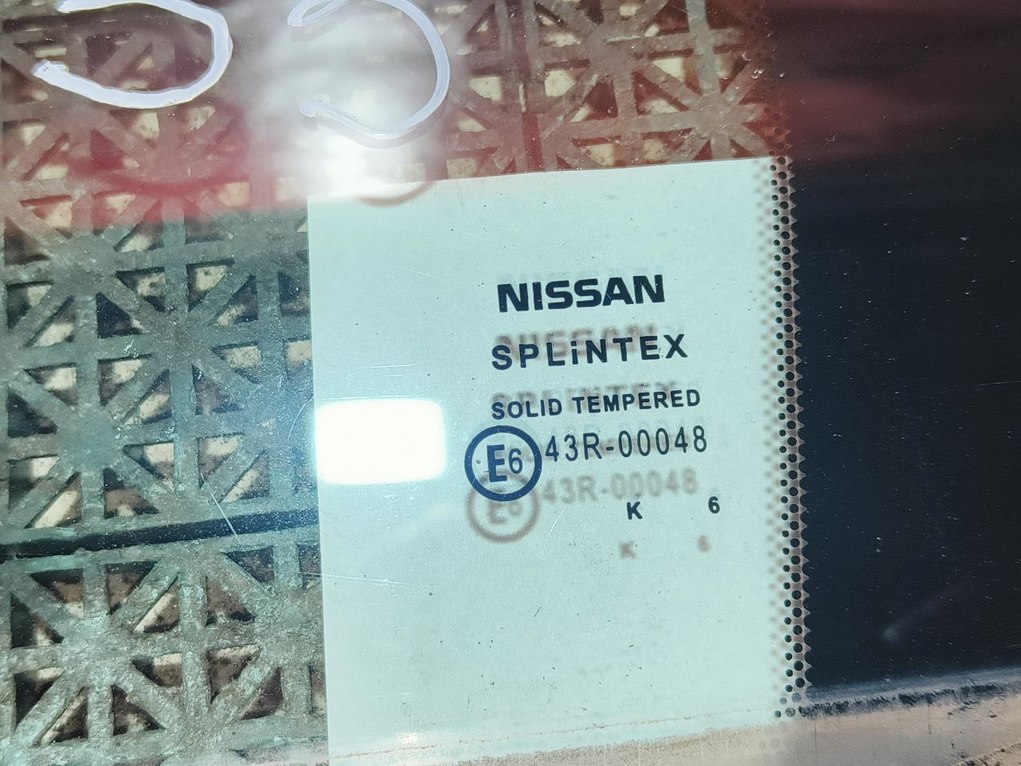 NISSAN
SPLiNTEX
SOLID TEMPERED
E6 43R-00048
K 6